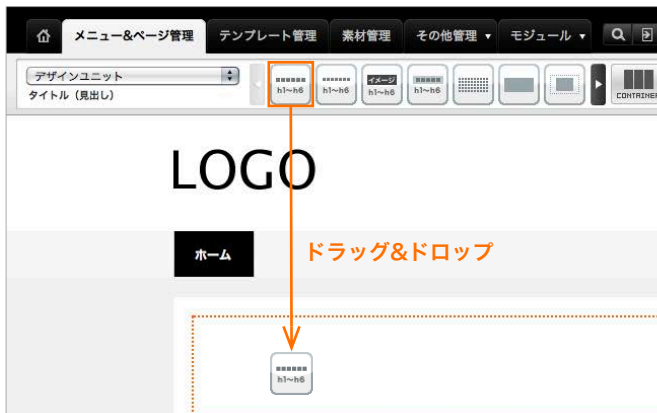 メニュー&ページ管理 テンプレート管理 素材管理 その他管理 ▼ モジュール ▼
デザインユニット
タイトル（見出し）
h1~h6 h1~h6 イメージ h1~h6 h1~h6 CONTAINER
LOGO
ホーム
ドラッグ&ドロップ
h1~h6